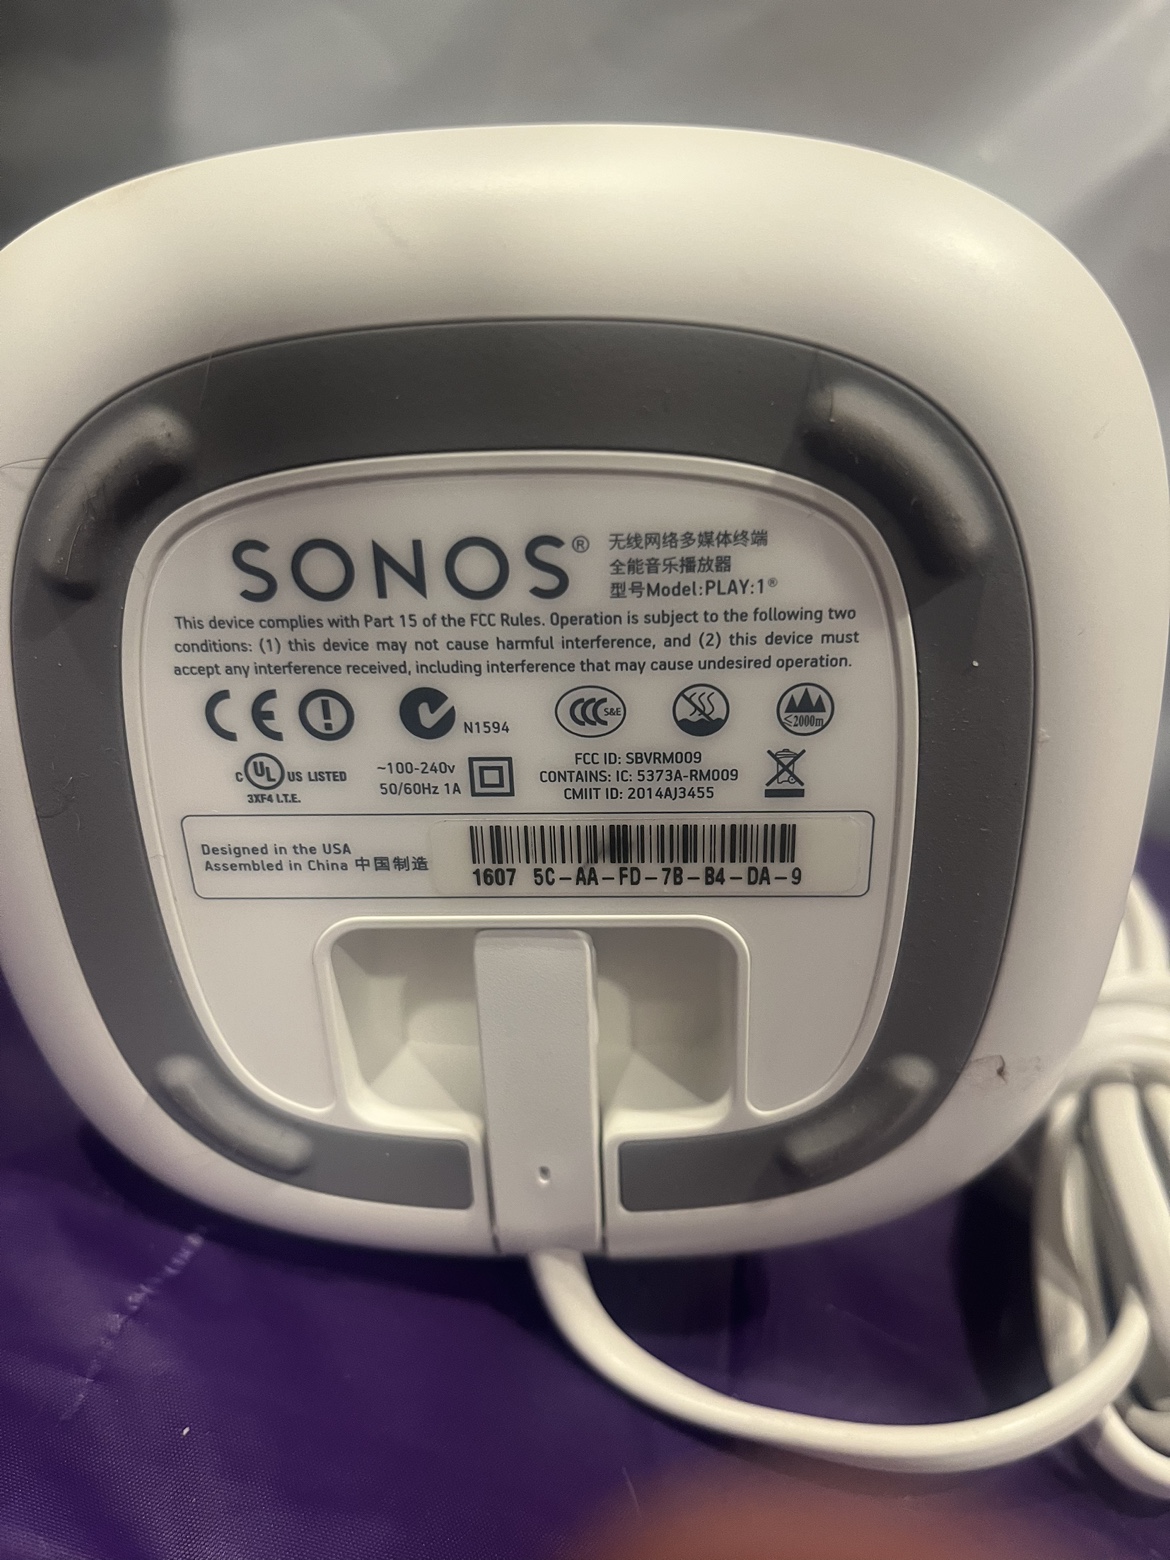 SONOS®
无线网络多媒体终端
全能音乐播放器
型号Model:PLAY:1®
This device complies with Part 15 of the FCC Rules. Operation is subject to the following two
conditions: (1) this device may not cause harmful interference, and (2) this device must
accept any interference received, including interference that may cause undesired operation.
CE N1594 CCC S&E ≤2000m
C UL US LISTED
3XF4 I.T.E.
~100-240v
50/60Hz 1A
FCC ID: SBVRM009
CONTAINS: IC: 5373A-RM009
CMIIT ID: 2014AJ3455
Designed in the USA
Assembled in China 中国制造
1607 5C-AA-FD-7B-B4-DA-9